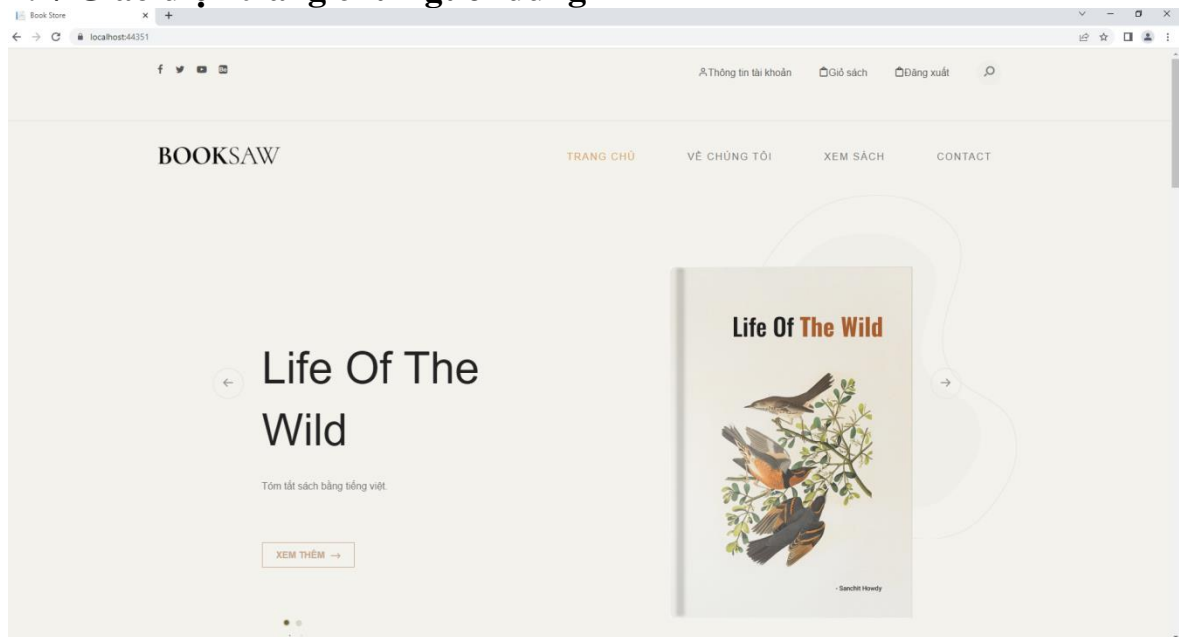 Book Store
localhost:44351
Thông tin tài khoản Giỏ sách Đăng xuất
BOOKSAW
TRANG CHỦ VỀ CHÚNG TÔI XEM SÁCH CONTACT
Life Of The Wild
Life Of The
Wild
Tóm tắt sách bằng tiếng việt.
XEM THÊM
- Sanchit Howdy